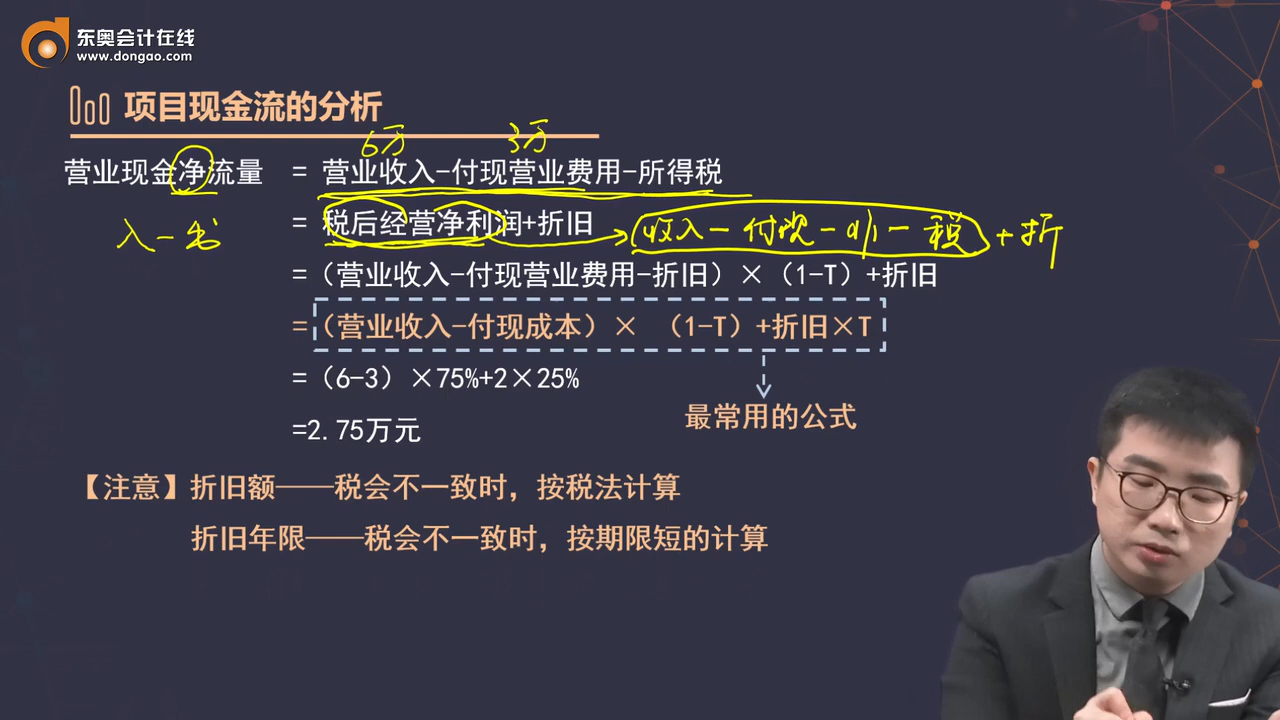 东奥会计在线
www.dongao.com
项目现金流的分析
6万 3万
营业现金净流量 = 营业收入-付现营业费用-所得税
入-出
= 税后经营净利润+折旧
收入-付现-折-税 +折
=（营业收入-付现营业费用-折旧）×（1-T）+折旧
=（营业收入-付现成本）×（1-T）+折旧×T
=（6-3）×75%+2×25%
最常用的公式
=2.75万元
【注意】折旧额——税会不一致时，按税法计算
折旧年限——税会不一致时，按期限短的计算